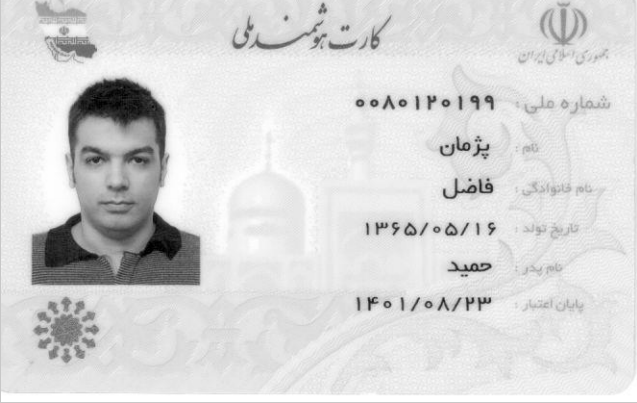 کارت هوشمند ملی
جمهوری اسلامی ایران
شماره ملی : ۰۰۸۰۱۲۰۱۹۹
نام : پژمان
نام خانوادگی : فاضل
تاریخ تولد : ۱۳۶۵/۰۵/۱۶
نام پدر : حمید
پایان اعتبار : ۱۴۰۱/۰۸/۲۳